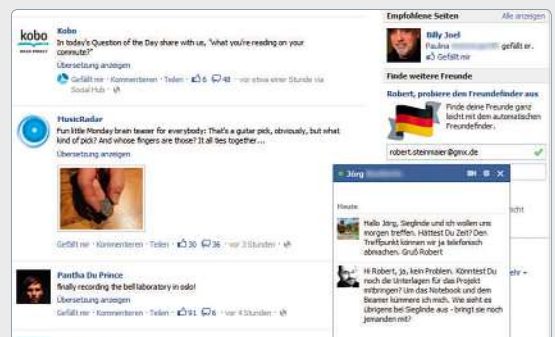 kobo
Kobo
In today's Question of the Day share with us, "what you're reading on your
commute?"
Übersetzung anzeigen
Gefällt mir · Kommentieren · Teilen · 6 48 · vor etwa einer Stunde via
Social Hub ·
MusicRadar
Fun little Monday brain teaser for everybody: That's a guitar pick, obviously, but what
kind of pick? And whose fingers are those? It all ties together...
Übersetzung anzeigen
Gefällt mir · Kommentieren · Teilen · 30 36 · vor 3 Stunden ·
Pantha Du Prince
finally recording the bell laboratory in oslo!
Übersetzung anzeigen
Gefällt mir · Kommentieren · Teilen · 91 6 · vor 4 Stunden ·
Empfohlene Seiten Alle anzeigen
Billy Joel
Paulina gefällt er.
Gefällt mir
Finde weitere Freunde
Robert, probiere den Freundefinder aus
Finde deine Freunde ganz
leicht mit dem automatischen
Freundefinder.
robert.steinmaier@gmx.de
Jörg
Heute
Hallo Jörg, Sieglinde und ich wollen uns
morgen treffen. Hättest Du Zeit? Den
Treffpunkt können wir ja telefonisch
abmachen. Gruß Robert
Hi Robert, ja, kein Problem. Könntest Du
noch die Unterlagen für das Projekt
mitbringen? Um das Notebook und dem
Beamer kümmere ich mich. Wie sieht es
übrigens bei Sieglinde aus - bringt sie noch
jemanden mit?